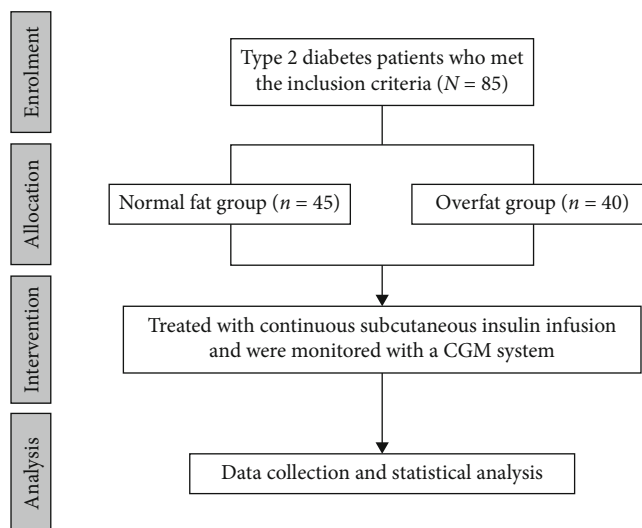 Enrolment
Type 2 diabetes patients who met
the inclusion criteria (N = 85)
Allocation
Normal fat group (n = 45)
Overfat group (n = 40)
Intervention
Treated with continuous subcutaneous insulin infusion
and were monitored with a CGM system
Analysis
Data collection and statistical analysis